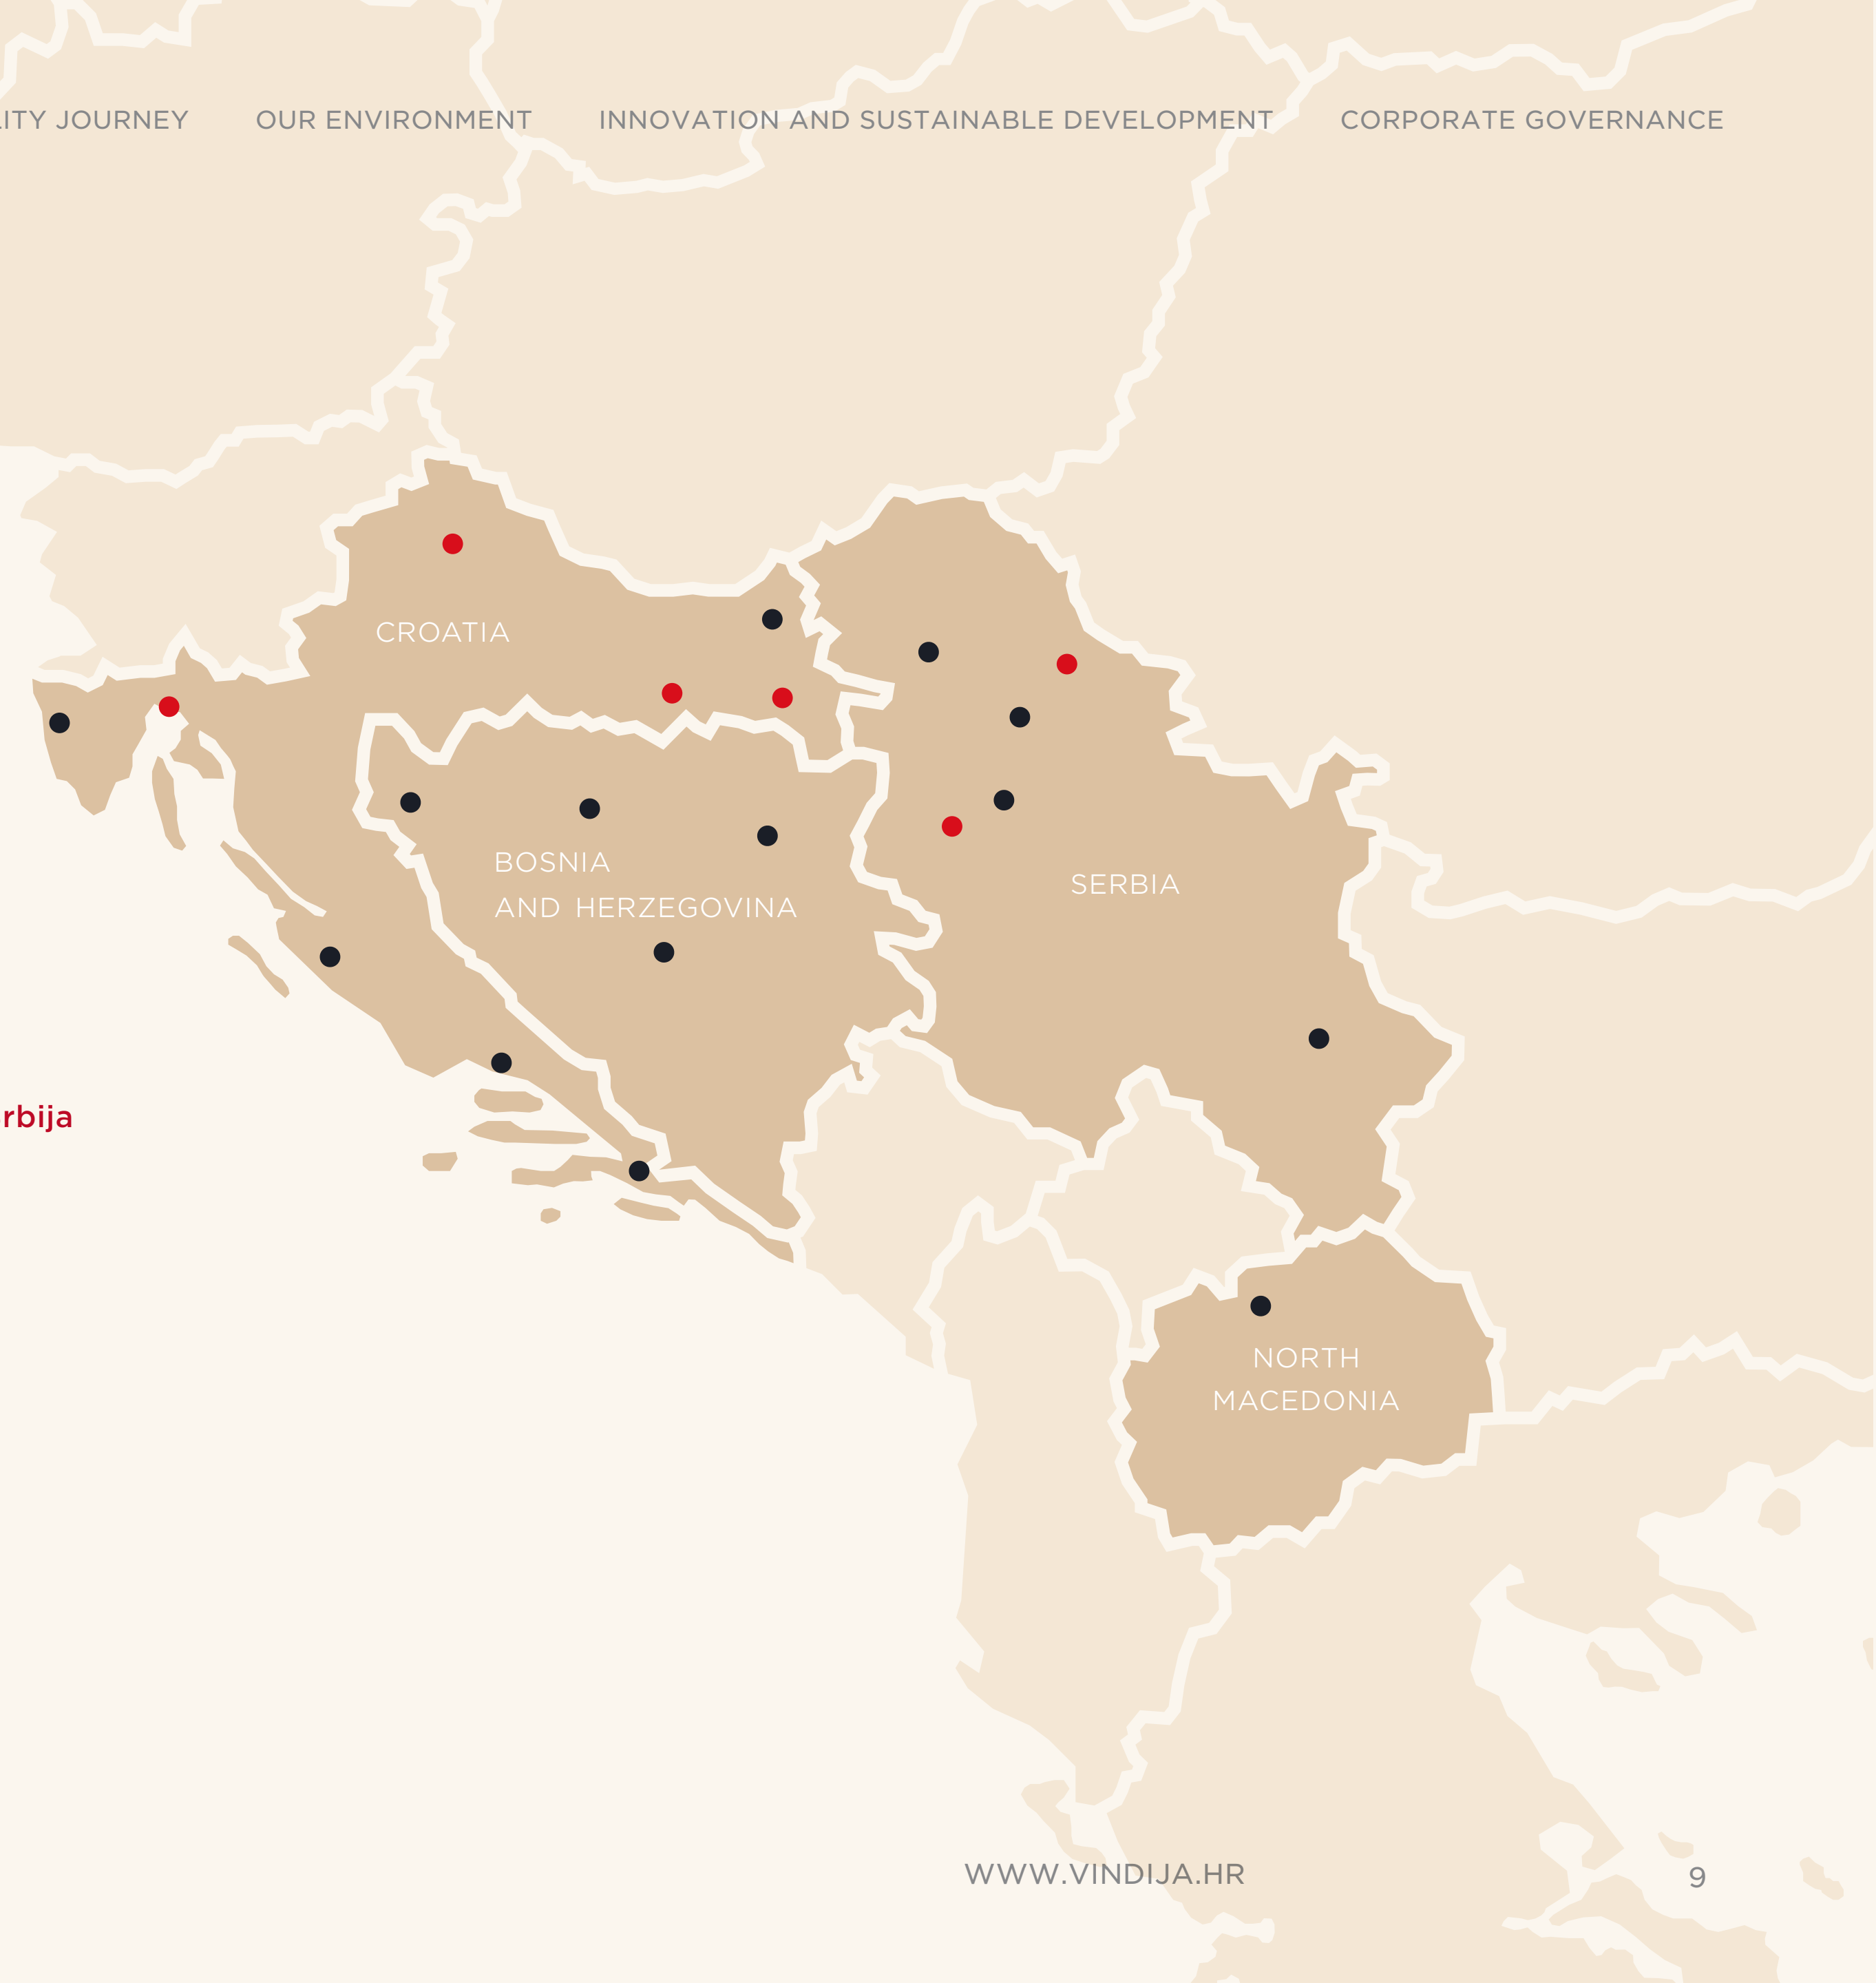 LITY JOURNEY OUR ENVIRONMENT INNOVATION AND SUSTAINABLE DEVELOPMENT CORPORATE GOVERNANCE
CROATIA
BOSNIA
AND HERZEGOVINA
SERBIA
rbija
NORTH
MACEDONIA
WWW.VINDIJA.HR 9